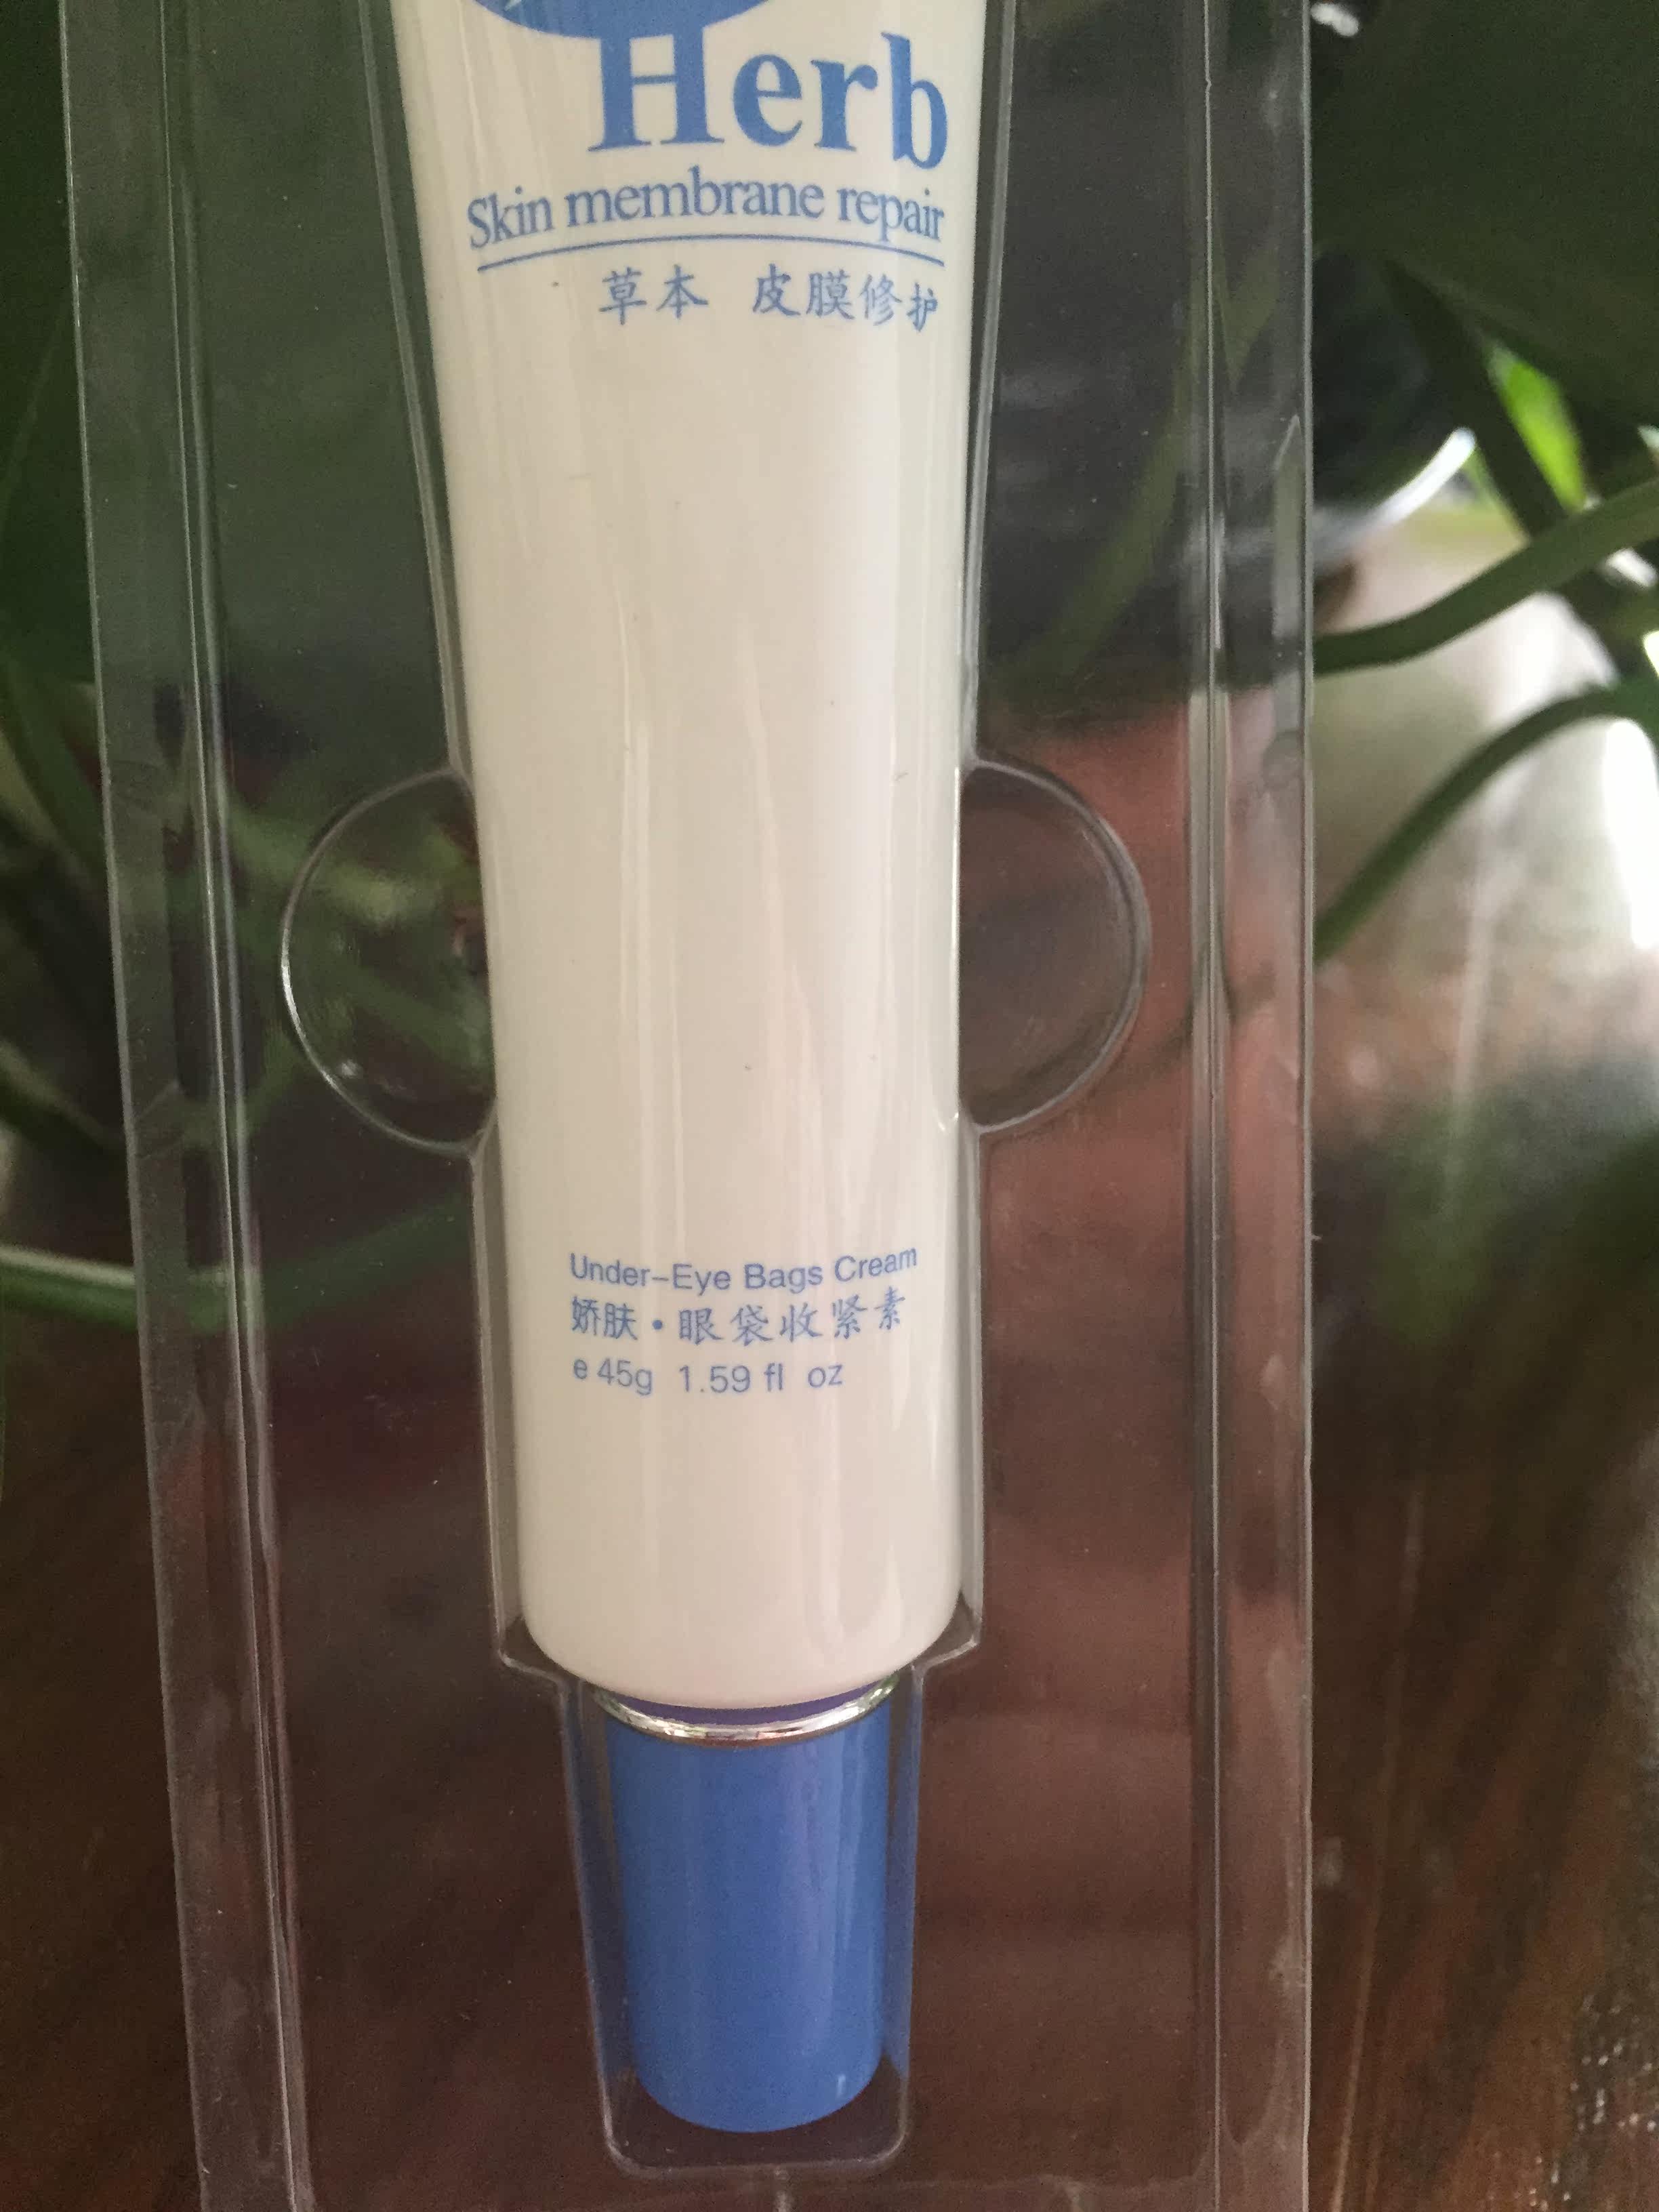 Herb
Skin membrane repair
草本 皮膜修护
Under-Eye Bags Cream
娇肤·眼袋收紧素
e 45g 1.59 fl oz